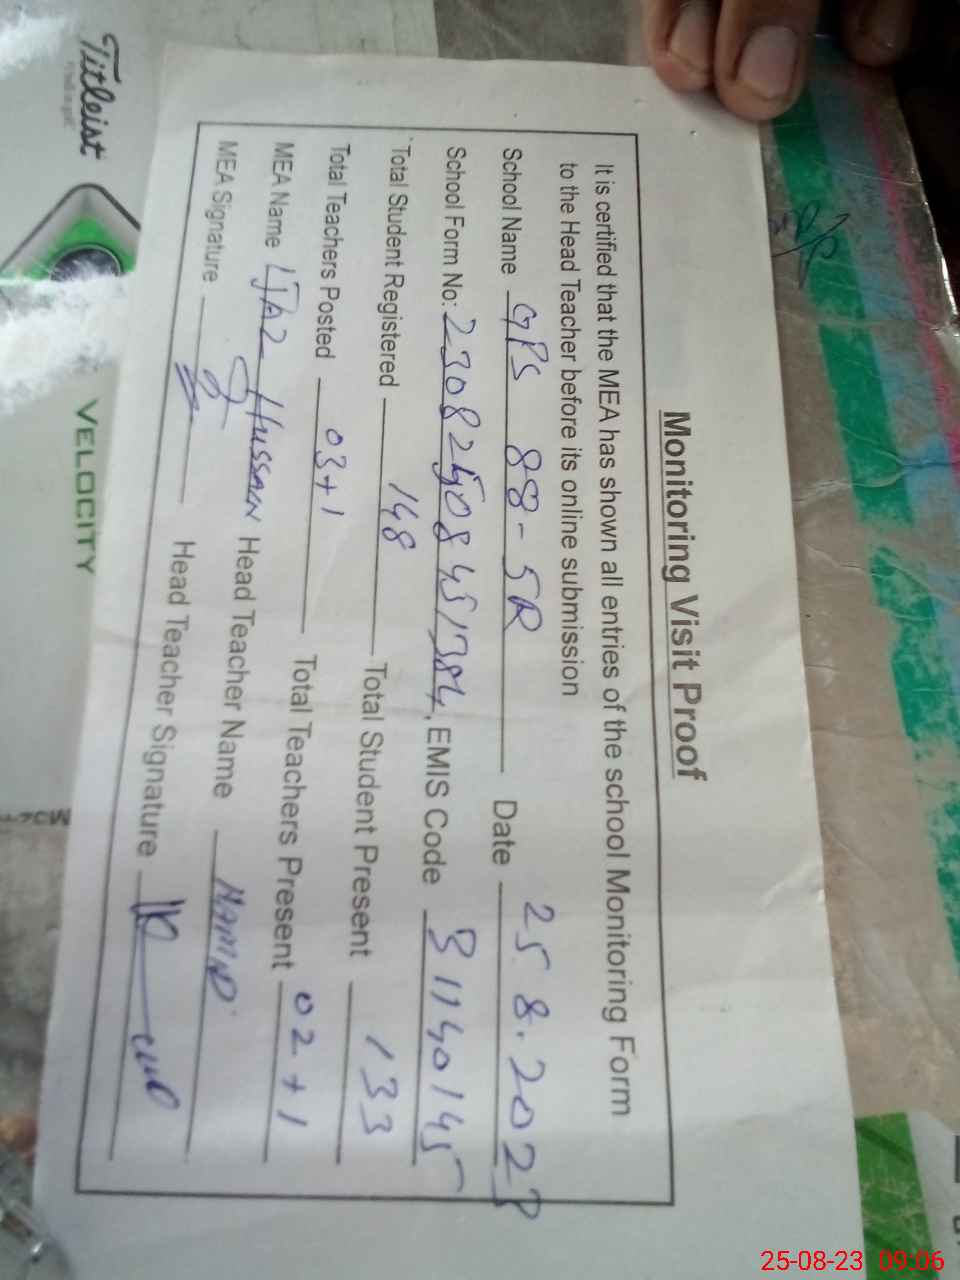 Monitoring Visit Proof
It is certified that the MEA has shown all entries of the school Monitoring Form
to the Head Teacher before its online submission
School Name GPS 88-5R Date 25.8.2023
School Form No: 23082508451384, EMIS Code 31140145
Total Student Registered 148 Total Student Present 133
Total Teachers Posted 03+1 Total Teachers Present 02+1
MEA Name Hussain Head Teacher Name HAMID
MEA Signature Head Teacher Signature
Titleist
VELOCITY
25-08-23 09:06